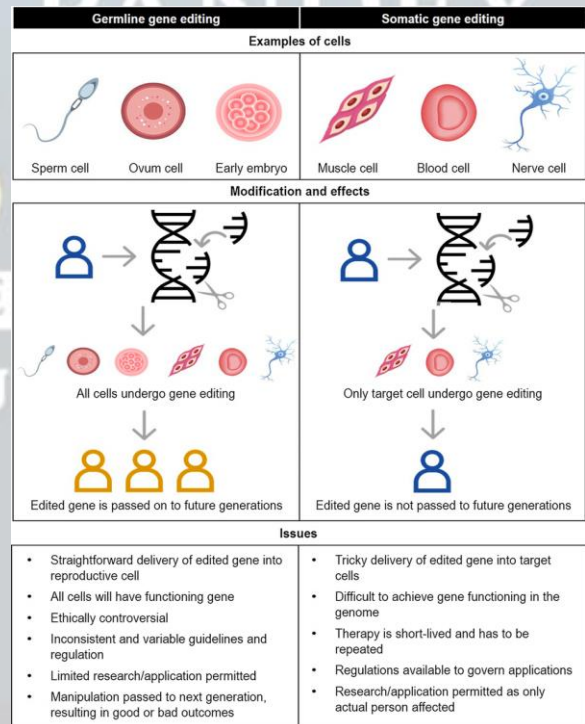 Germline gene editing
Somatic gene editing
Examples of cells
Sperm cell
Ovum cell
Early embryo
Muscle cell
Blood cell
Nerve cell
Modification and effects
All cells undergo gene editing
Edited gene is passed on to future generations
Only target cell undergo gene editing
Edited gene is not passed to future generations
Issues
• Straightforward delivery of edited gene into
reproductive cell
• All cells will have functioning gene
• Ethically controversial
• Inconsistent and variable guidelines and
regulation
• Limited research/application permitted
• Manipulation passed to next generation,
resulting in good or bad outcomes
• Tricky delivery of edited gene into target
cells
• Difficult to achieve gene functioning in the
genome
• Therapy is short-lived and has to be
repeated
• Regulations available to govern applications
• Research/application permitted as only
actual person affected